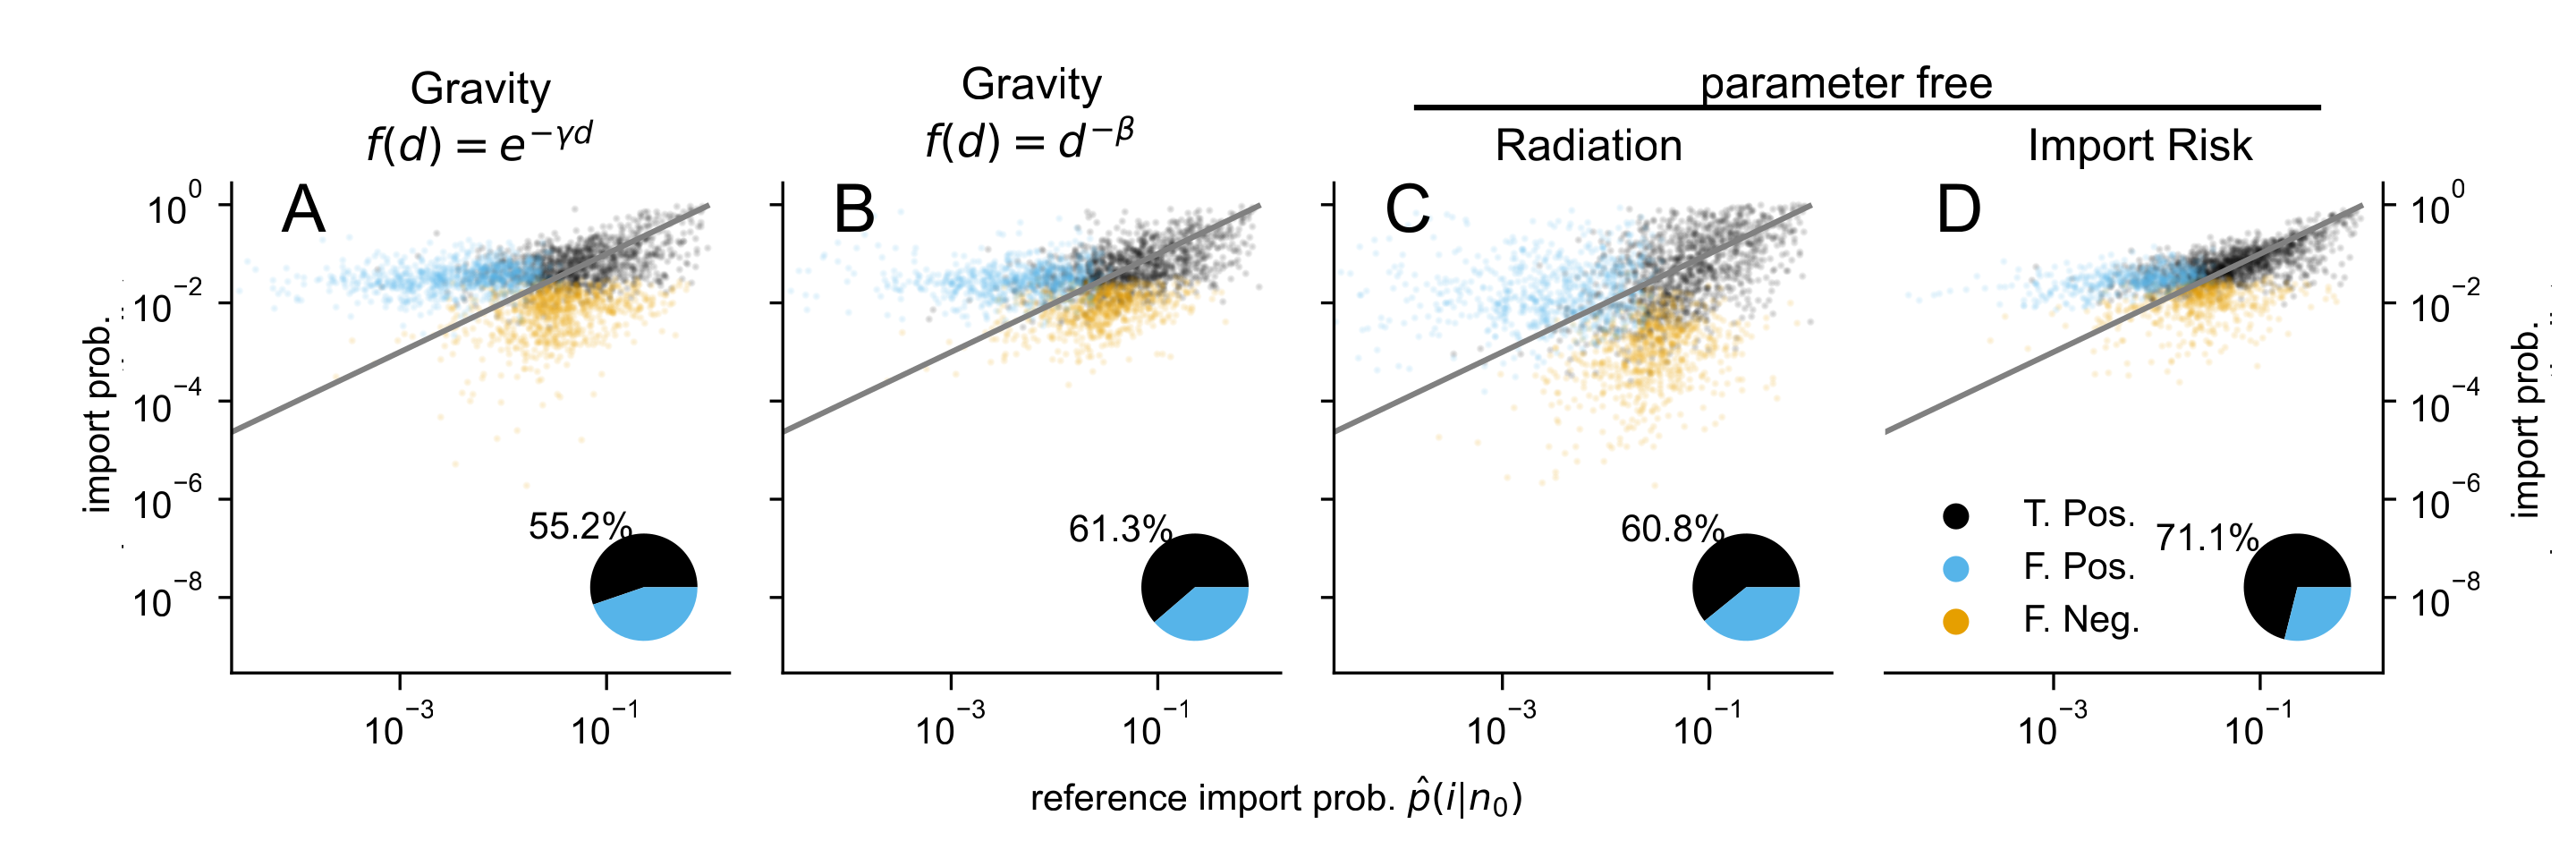 Gravity
f(d) = e^{−γd}
Gravity
f(d) = d^{−β}
parameter free
Radiation
Import Risk
A
B
C
D
10^0
10^{−2}
10^{−4}
10^{−6}
10^{−8}
import prob.
55.2%
61.3%
60.8%
71.1%
T. Pos.
F. Pos.
F. Neg.
10^0
10^{−2}
10^{−4}
10^{−6}
10^{−8}
import prob.
10^{−3} 10^{−1}
10^{−3} 10^{−1}
10^{−3} 10^{−1}
10^{−3} 10^{−1}
reference import prob. p̂(i|n₀)